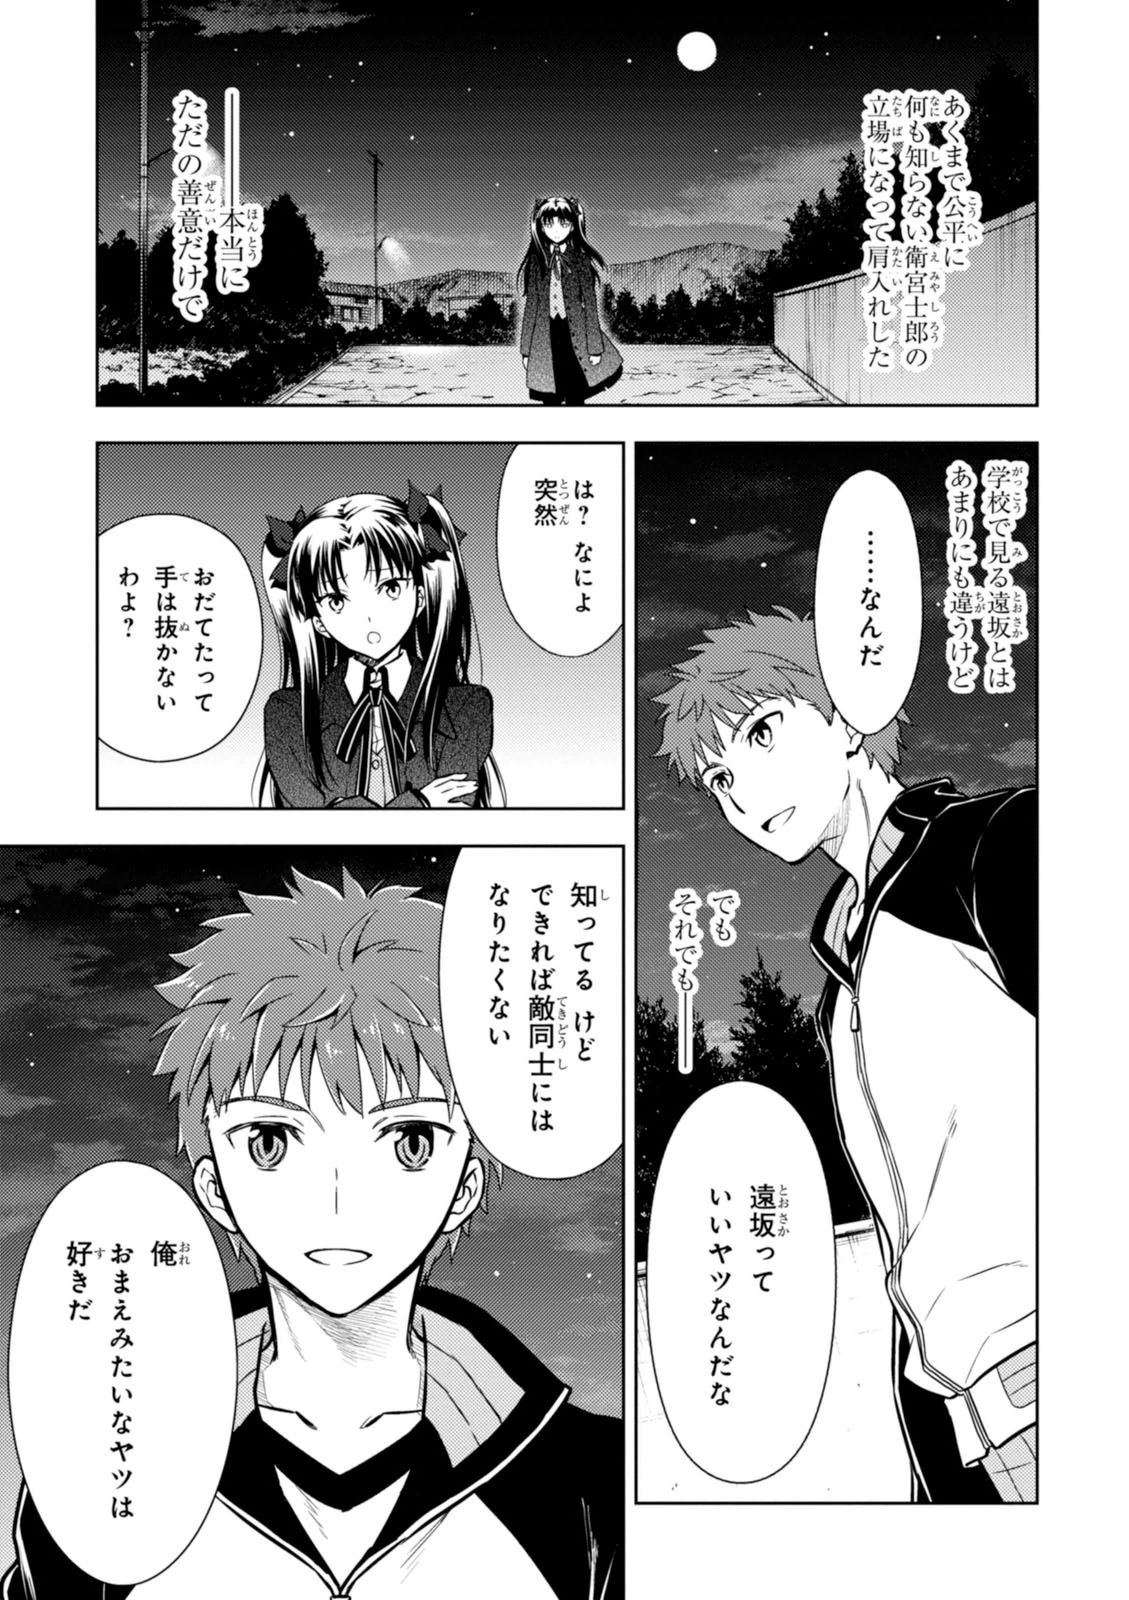 あくまで公平に
何も知らない衛宮士郎の
立場になって肩入れした
――本当に
ただの善意だけで
学校で見る遠坂とは
あまりにも違うけど
……なんだ
でも
それでも――
遠坂って
いいヤツなんだな
は？なによ
突然
おだてたって
手は抜かない
わよ？
知ってる けど
できれば敵同士には
なりたくない
俺
おまえみたいなヤツは
好きだ